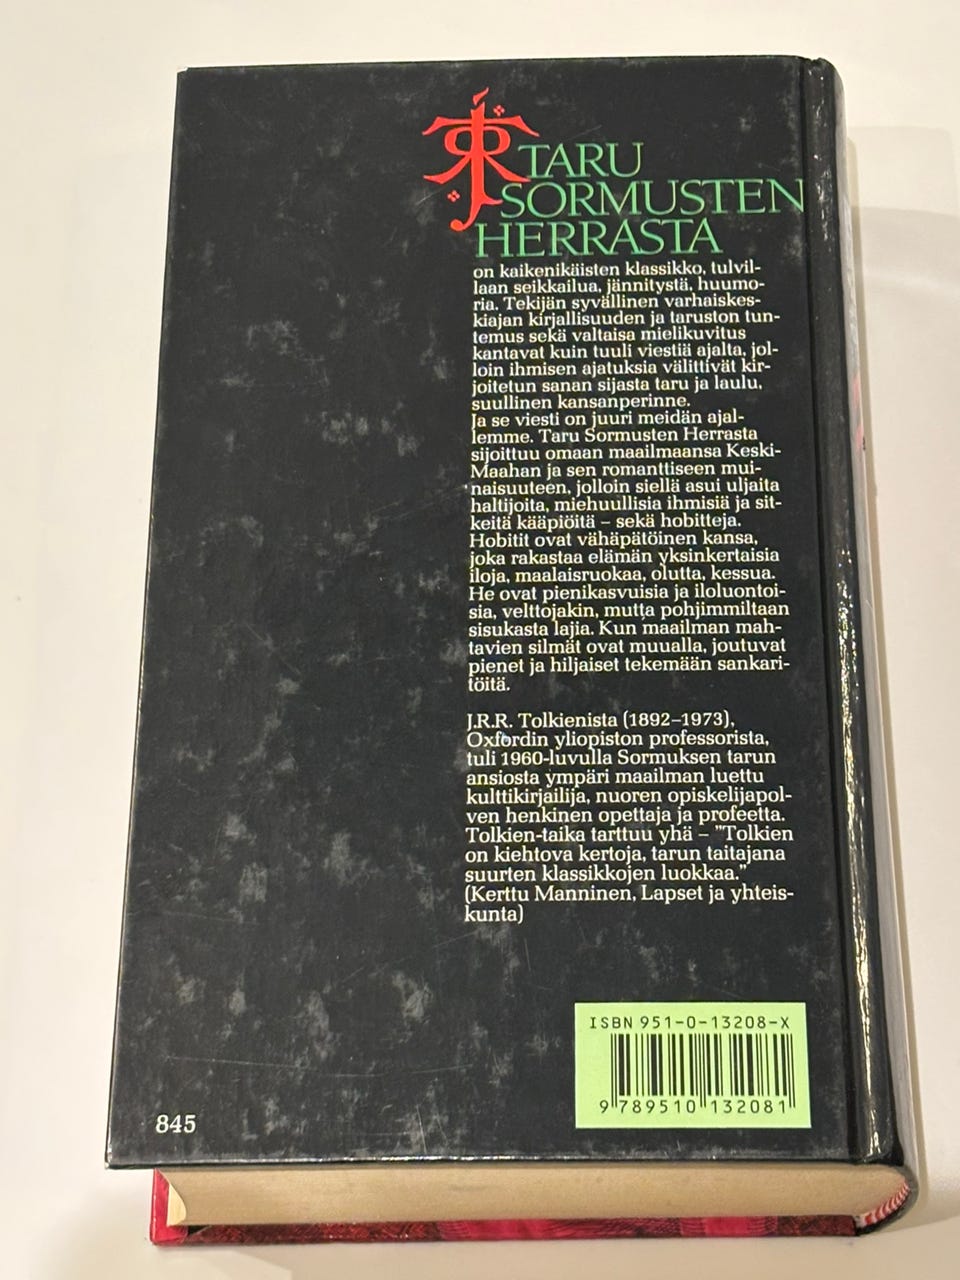 TARU
SORMUSTEN
HERRASTA
on kaikenikäisten klassikko, tulvil-
laan seikkailua, jännitystä, huumo-
ria. Tekijän syvällinen varhaiskes-
kiajan kirjallisuuden ja taruston tun-
temus sekä valtaisa mielikuvitus
kantavat kuin tuuli viestiä ajalta, jol-
loin ihmisen ajatuksia välittivät kir-
joitetun sanan sijasta taru ja laulu,
suullinen kansanperinne.
Ja se viesti on juuri meidän ajal-
lemme. Taru Sormusten Herrasta
sijoittuu omaan maailmaansa Keski-
Maahan ja sen romanttiseen mui-
naisuuteen, jolloin siellä asui uljaita
haltijoita, miehuullisia ihmisiä ja sit-
keitä kääpiöitä – sekä hobitteja.
Hobitit ovat vähäpätöinen kansa,
joka rakastaa elämän yksinkertaisia
iloja, maalaisruokaa, olutta, kessua.
He ovat pienikasvuisia ja iloluontoi-
sia, velttojakin, mutta pohjimmiltaan
sisukasta lajia. Kun maailman mah-
tavien silmät ovat muualla, joutuvat
pienet ja hiljaiset tekemään sankari-
töitä.
J.R.R. Tolkienista (1892–1973),
Oxfordin yliopiston professorista,
tuli 1960-luvulla Sormuksen tarun
ansiosta ympäri maailman luettu
kulttikirjailija, nuoren opiskelijapol-
ven henkinen opettaja ja profeetta.
Tolkien-taika tarttuu yhä – "Tolkien
on kiehtova kertoja, tarun taitajana
suurten klassikkojen luokkaa."
(Kerttu Manninen, Lapset ja yhteis-
kunta)
ISBN 951-0-13208-X
9 789510 132081
845